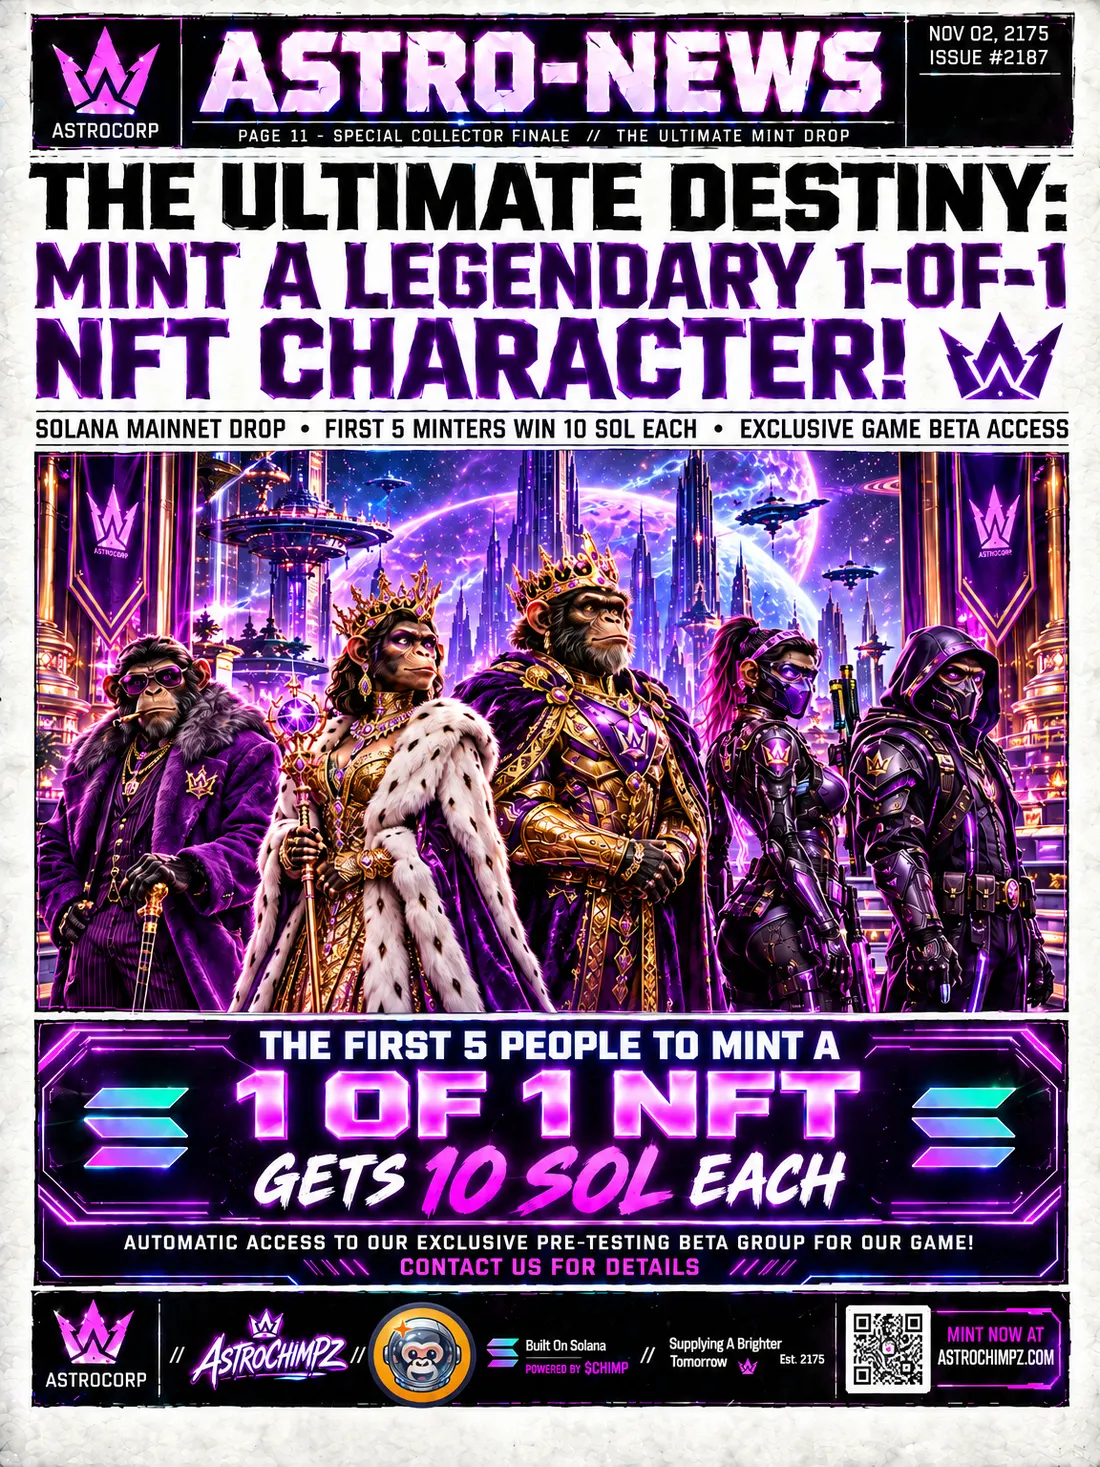 ASTROCORP
ASTRO-NEWS
PAGE 11 - SPECIAL COLLECTOR FINALE // THE ULTIMATE MINT DROP
NOV 02, 2175
ISSUE #2187
THE ULTIMATE DESTINY:
MINT A LEGENDARY 1-OF-1
NFT CHARACTER!
SOLANA MAINNET DROP • FIRST 5 MINTERS WIN 10 SOL EACH • EXCLUSIVE GAME BETA ACCESS
ASTROCORP
ASTROCORP
THE FIRST 5 PEOPLE TO MINT A
1 OF 1 NFT
GETS 10 SOL EACH
AUTOMATIC ACCESS TO OUR EXCLUSIVE PRE-TESTING BETA GROUP FOR OUR GAME!
CONTACT US FOR DETAILS
ASTROCORP
//
ASTROCHIMPZ
//
Built On Solana
POWERED BY $CHIMP
//
Supplying A Brighter
Tomorrow
Est. 2175
MINT NOW AT
ASTROCHIMPZ.COM